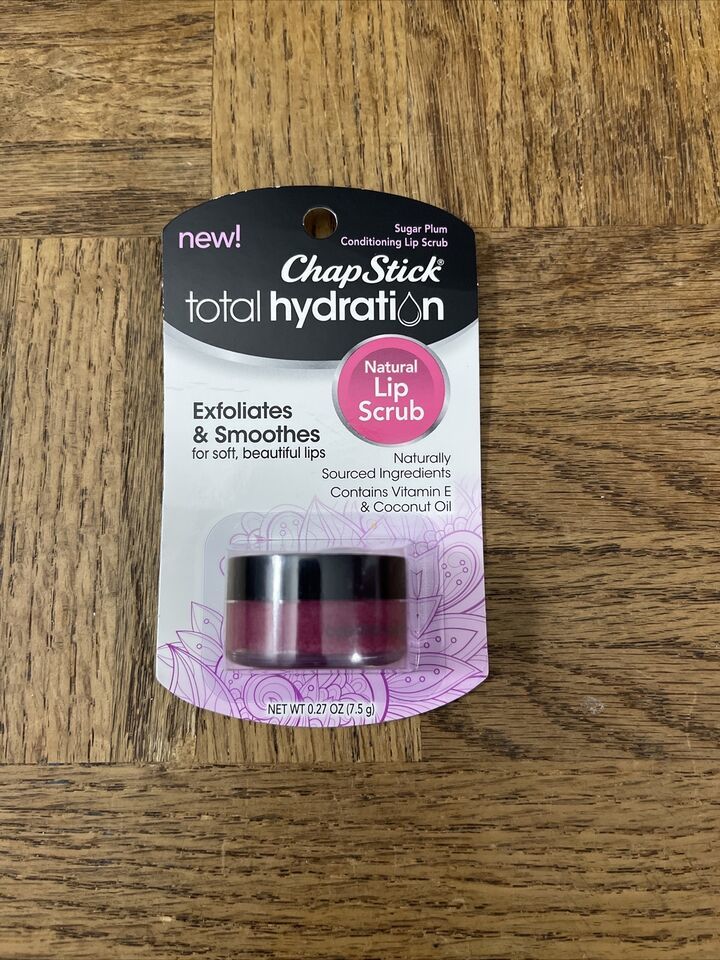 new!
Sugar Plum
Conditioning Lip Scrub
ChapStick®
total hydration
Natural
Lip
Scrub
Exfoliates
& Smoothes
for soft, beautiful lips
Naturally
Sourced Ingredients
Contains Vitamin E
& Coconut Oil
NET WT 0.27 OZ (7.5 g)